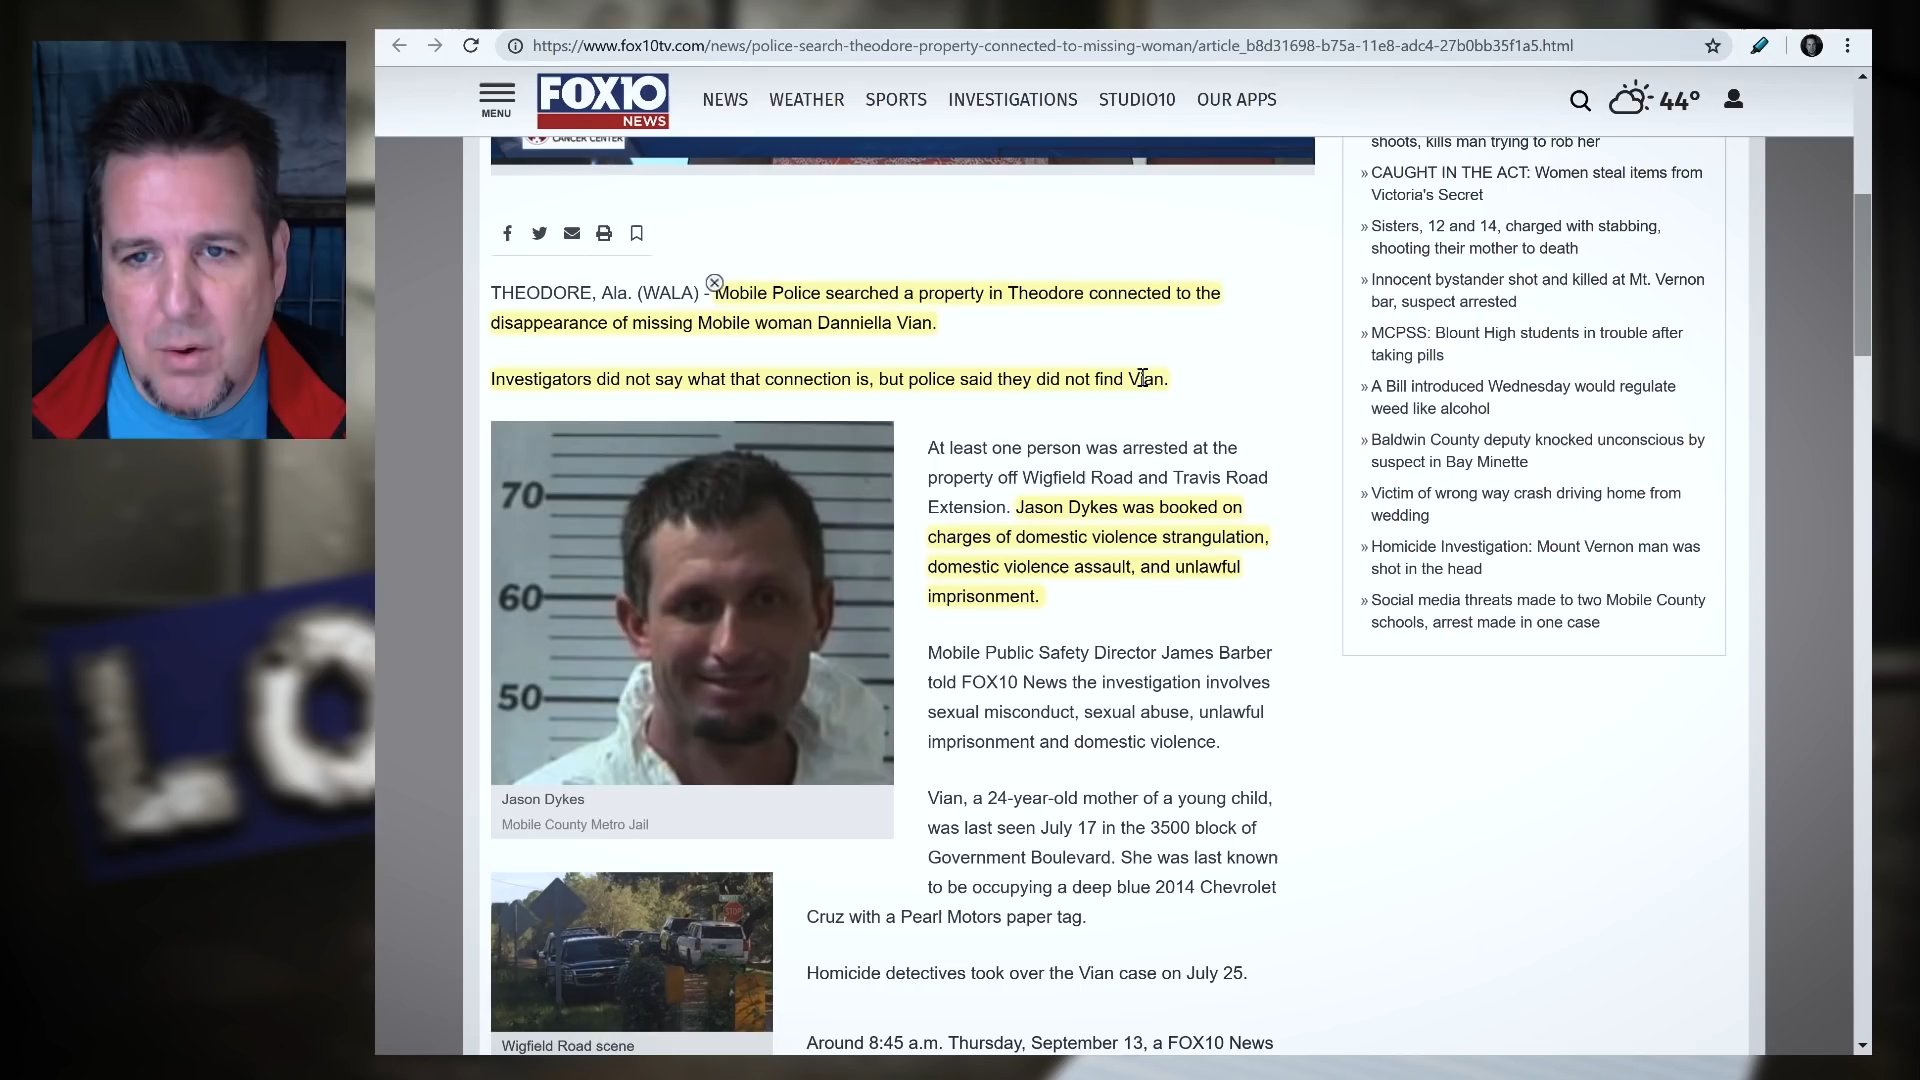 https://www.fox10tv.com/news/police-search-theodore-property-connected-to-missing-woman/article_b8d31698-b75a-11e8-adc4-27b0bb35f1a5.html
MENU
FOX10
NEWS
NEWS WEATHER SPORTS INVESTIGATIONS STUDIO10 OUR APPS
44°
CANCER CENTER
THEODORE, Ala. (WALA) - Mobile Police searched a property in Theodore connected to the
disappearance of missing Mobile woman Danniella Vian.
Investigators did not say what that connection is, but police said they did not find Vian.
70
60
50
Jason Dykes
Mobile County Metro Jail
At least one person was arrested at the
property off Wigfield Road and Travis Road
Extension. Jason Dykes was booked on
charges of domestic violence strangulation,
domestic violence assault, and unlawful
imprisonment.
Mobile Public Safety Director James Barber
told FOX10 News the investigation involves
sexual misconduct, sexual abuse, unlawful
imprisonment and domestic violence.
Vian, a 24-year-old mother of a young child,
was last seen July 17 in the 3500 block of
Government Boulevard. She was last known
to be occupying a deep blue 2014 Chevrolet
Cruz with a Pearl Motors paper tag.
STOP
Wigfield Road scene
Homicide detectives took over the Vian case on July 25.
Around 8:45 a.m. Thursday, September 13, a FOX10 News
shoots, kills man trying to rob her
» CAUGHT IN THE ACT: Women steal items from
Victoria's Secret
» Sisters, 12 and 14, charged with stabbing,
shooting their mother to death
» Innocent bystander shot and killed at Mt. Vernon
bar, suspect arrested
» MCPSS: Blount High students in trouble after
taking pills
» A Bill introduced Wednesday would regulate
weed like alcohol
» Baldwin County deputy knocked unconscious by
suspect in Bay Minette
» Victim of wrong way crash driving home from
wedding
» Homicide Investigation: Mount Vernon man was
shot in the head
» Social media threats made to two Mobile County
schools, arrest made in one case
LO